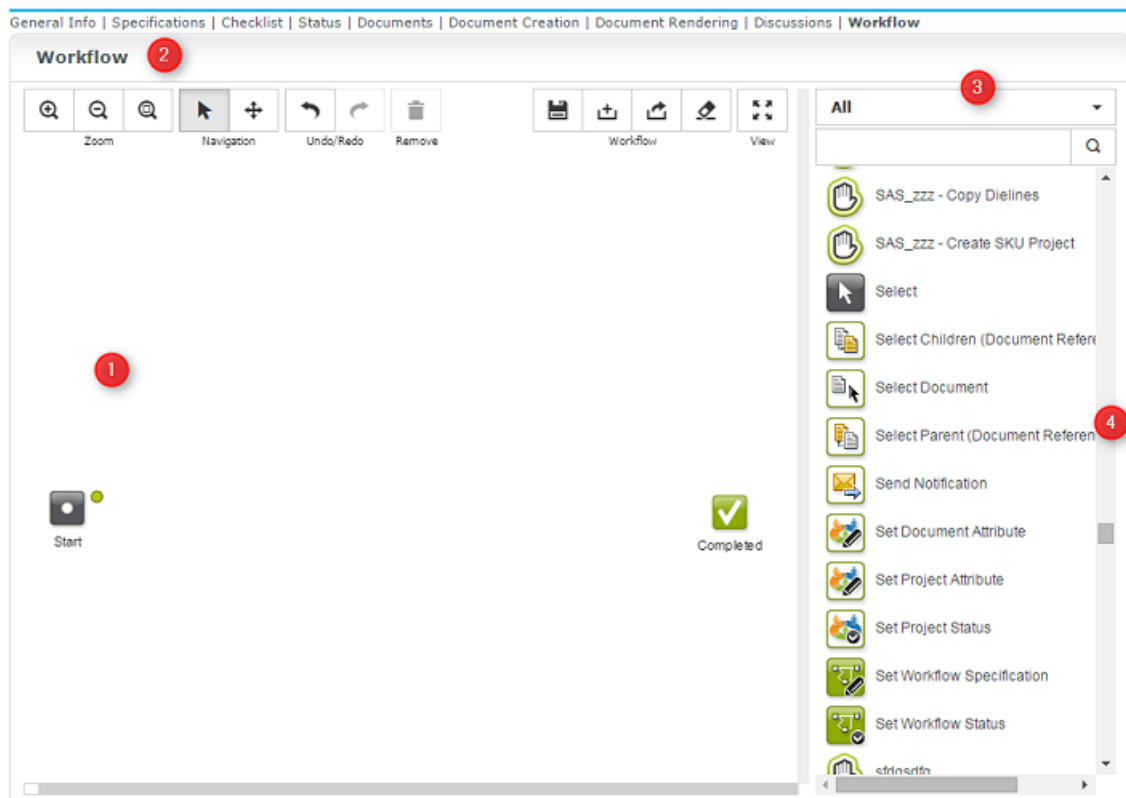 General Info | Specifications | Checklist | Status | Documents | Document Creation | Document Rendering | Discussions | Workflow
Workflow 2
3
Zoom Navigation Undo/Redo Remove Workflow View
All
SAS_zzz - Copy Dielines
SAS_zzz - Create SKU Project
Select
Select Children (Document Refere
1
Select Document
4
Select Parent (Document Referen
Send Notification
Start
Completed
Set Document Attribute
Set Project Attribute
Set Project Status
Set Workflow Specification
Set Workflow Status